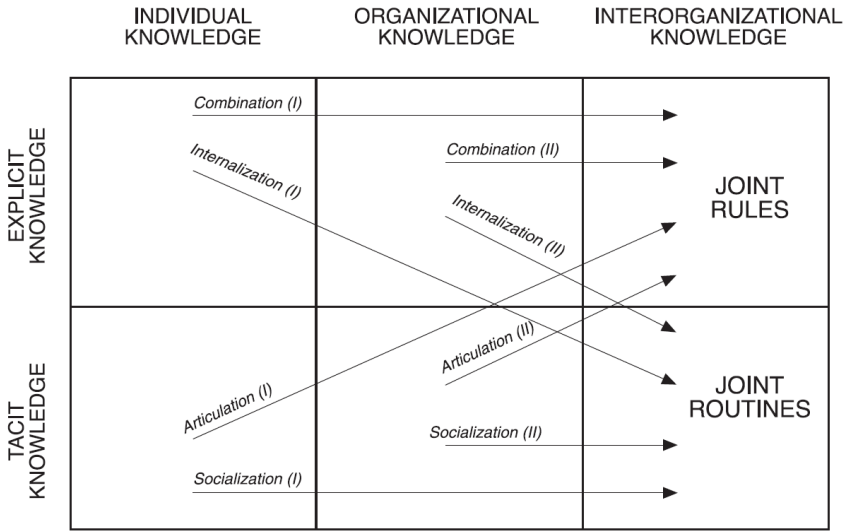 INDIVIDUAL
KNOWLEDGE
ORGANIZATIONAL
KNOWLEDGE
INTERORGANIZATIONAL
KNOWLEDGE
EXPLICIT
KNOWLEDGE
Combination (I)
Internalization (I)
Combination (II)
Internalization (II)
JOINT
RULES
TACIT
KNOWLEDGE
Articulation (I)
Socialization (I)
Articulation (II)
Socialization (II)
JOINT
ROUTINES